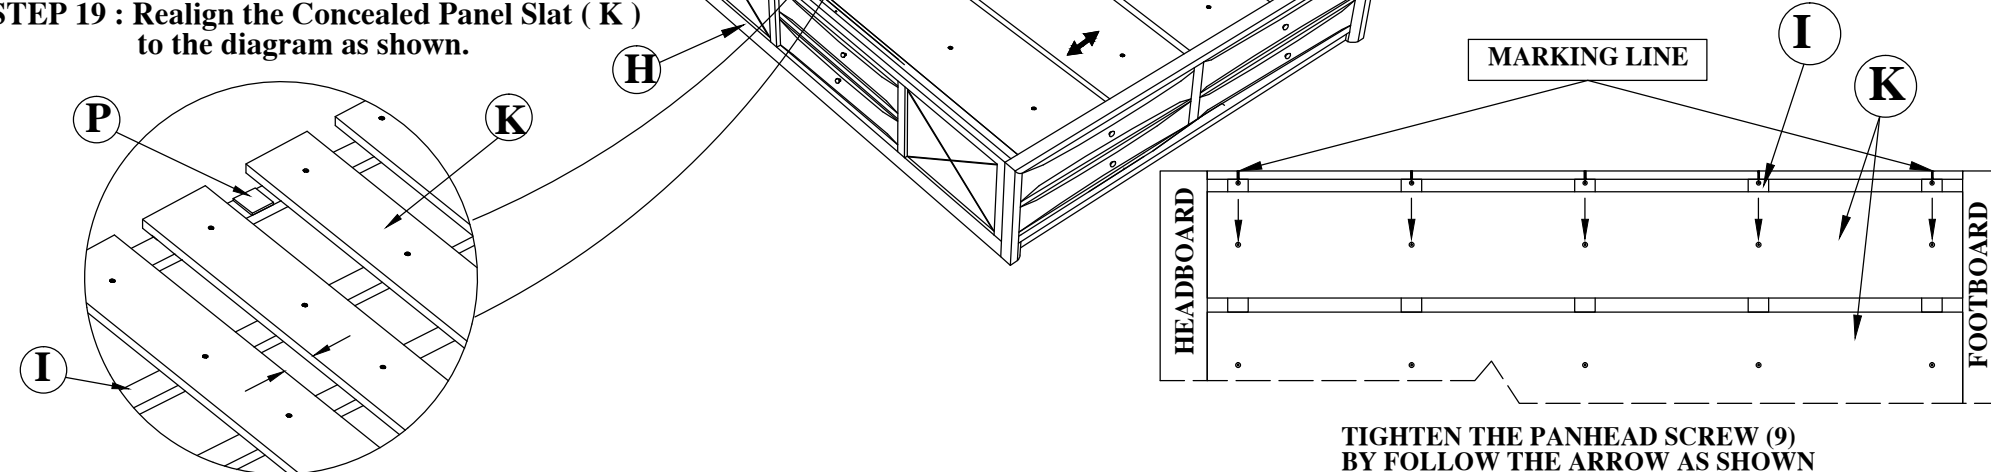 STEP 19 : Realign the Concealed Panel Slat ( K )
to the diagram as shown.
H
P
K
I
MARKING LINE
I
K
HEADBOARD
FOOTBOARD
TIGHTEN THE PANHEAD SCREW (9)
BY FOLLOW THE ARROW AS SHOWN